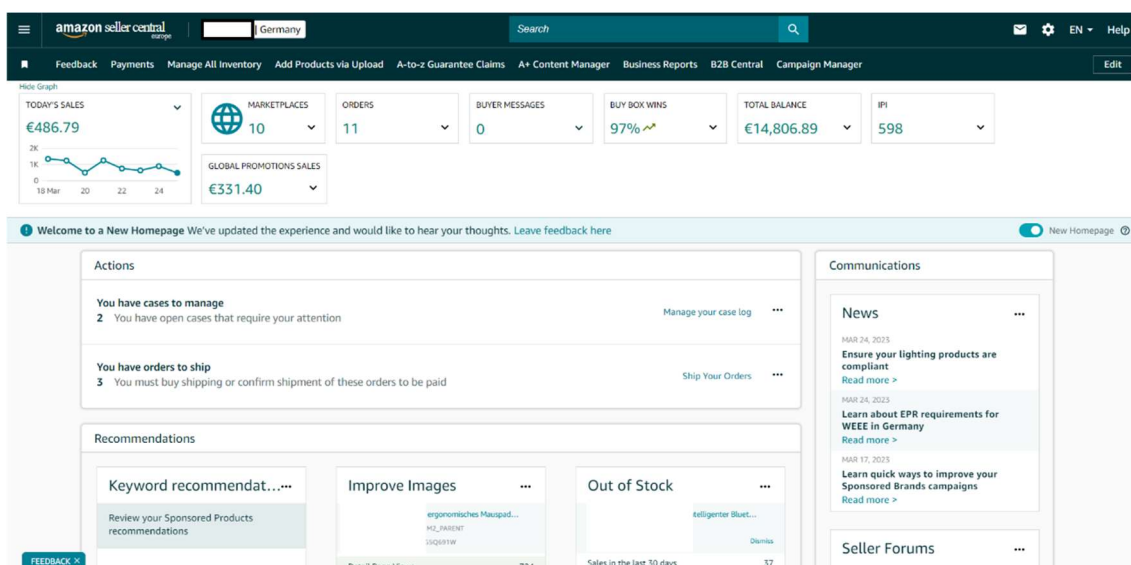 amazon seller central
europe
| Germany
Search
EN
Help
Feedback Payments Manage All Inventory Add Products via Upload A-to-z Guarantee Claims A+ Content Manager Business Reports B2B Central Campaign Manager
Edit
Hide Graph
TODAY'S SALES
€486.79
2K
1K
0
18 Mar 20 22 24
MARKETPLACES
10
ORDERS
11
BUYER MESSAGES
0
BUY BOX WINS
97%
TOTAL BALANCE
€14,806.89
IPI
598
GLOBAL PROMOTIONS SALES
€331.40
Welcome to a New Homepage We've updated the experience and would like to hear your thoughts. Leave feedback here
New Homepage
Actions
You have cases to manage
2 You have open cases that require your attention
Manage your case log
You have orders to ship
3 You must buy shipping or confirm shipment of these orders to be paid
Ship Your Orders
Recommendations
Keyword recommendat...
Review your Sponsored Products
recommendations
Improve Images
ergonomisches Mauspad...
M2_PARENT
Out of Stock
telligenter Bluet...
Dismiss
Sales in the last 30 days 37
Communications
News
MAR 24, 2023
Ensure your lighting products are
compliant
Read more >
MAR 24, 2023
Learn about EPR requirements for
WEEE in Germany
Read more >
MAR 17, 2023
Learn quick ways to improve your
Sponsored Brands campaigns
Read more >
Seller Forums
FEEDBACK ×